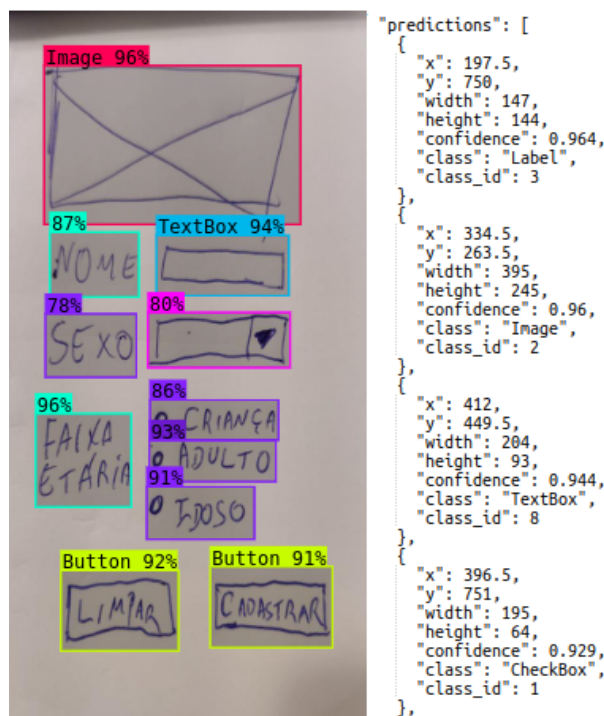 Image 96%
87%
TextBox 94%
NOME
78%
80%
SEXO
96%
86%
FAIXA
ETÁRIA
CRIANÇA
93%
ADULTO
91%
IDOSO
Button 92%
Button 91%
LIMPAR
CADASTRAR
"predictions": [
{
"x": 197.5,
"y": 750,
"width": 147,
"height": 144,
"confidence": 0.964,
"class": "Label",
"class_id": 3
},
{
"x": 334.5,
"y": 263.5,
"width": 395,
"height": 245,
"confidence": 0.96,
"class": "Image",
"class_id": 2
},
{
"x": 412,
"y": 449.5,
"width": 204,
"height": 93,
"confidence": 0.944,
"class": "TextBox",
"class_id": 8
},
{
"x": 396.5,
"y": 751,
"width": 195,
"height": 64,
"confidence": 0.929,
"class": "CheckBox",
"class_id": 1
},